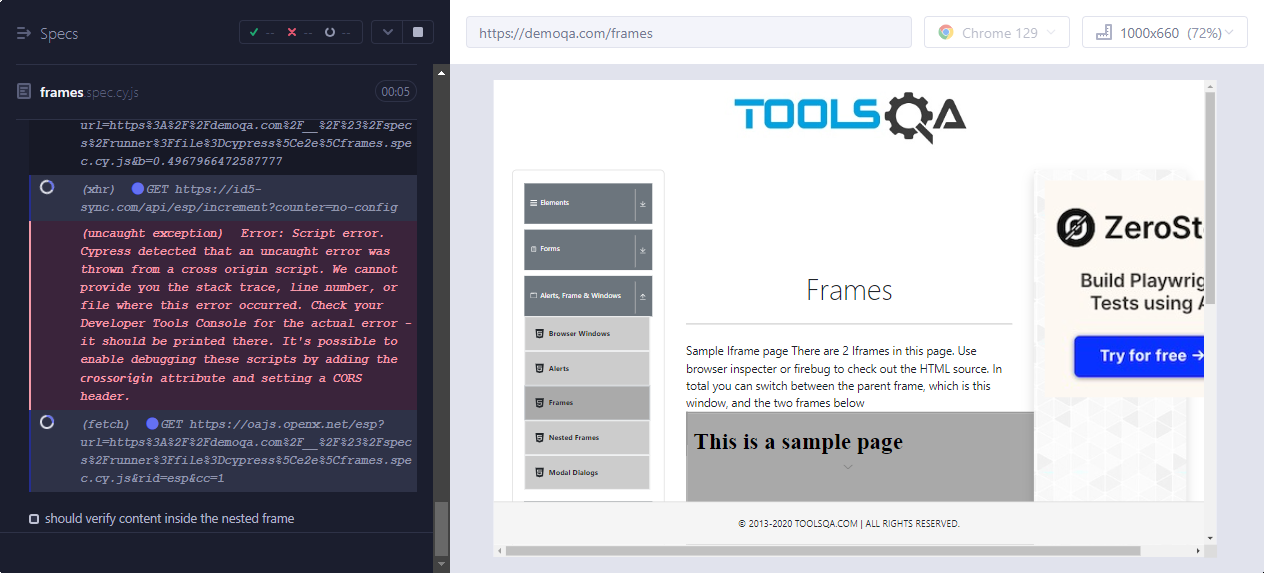 Specs
-- -- --
frames.spec.cy.js
00:05
url=https%3A%2F%2Fdemoqa.com%2F__%2F%23%2Fspec
s%2Frunner%3Ffile%3Dcypress%5Ce2e%5Cframes.spe
c.cy.js&b=0.4967966472587777
(xhr) GET https://id5-
sync.com/api/esp/increment?counter=no-config
(uncaught exception) Error: Script error.
Cypress detected that an uncaught error was
thrown from a cross origin script. We cannot
provide you the stack trace, line number, or
file where this error occurred. Check your
Developer Tools Console for the actual error -
it should be printed there. It's possible to
enable debugging these scripts by adding the
crossorigin attribute and setting a CORS
header.
(fetch) GET https://oajs.openx.net/esp?
url=https%3A%2F%2Fdemoqa.com%2F__%2F%23%2Fspec
s%2Frunner%3Ffile%3Dcypress%5Ce2e%5Cframes.spe
c.cy.js&rid=esp&cc=1
should verify content inside the nested frame
https://demoqa.com/frames
Chrome 129
1000x660 (72%)
TOOLSQA
Elements
Forms
Alerts, Frame & Windows
Browser Windows
Alerts
Frames
Nested Frames
Modal Dialogs
Frames
Sample Iframe page There are 2 Iframes in this page. Use
browser inspecter or firebug to check out the HTML source. In
total you can switch between the parent frame, which is this
window, and the two frames below
This is a sample page
ZeroSt
Build Playwrig
Tests using A
Try for free →
© 2013-2020 TOOLSQA.COM | ALL RIGHTS RESERVED.